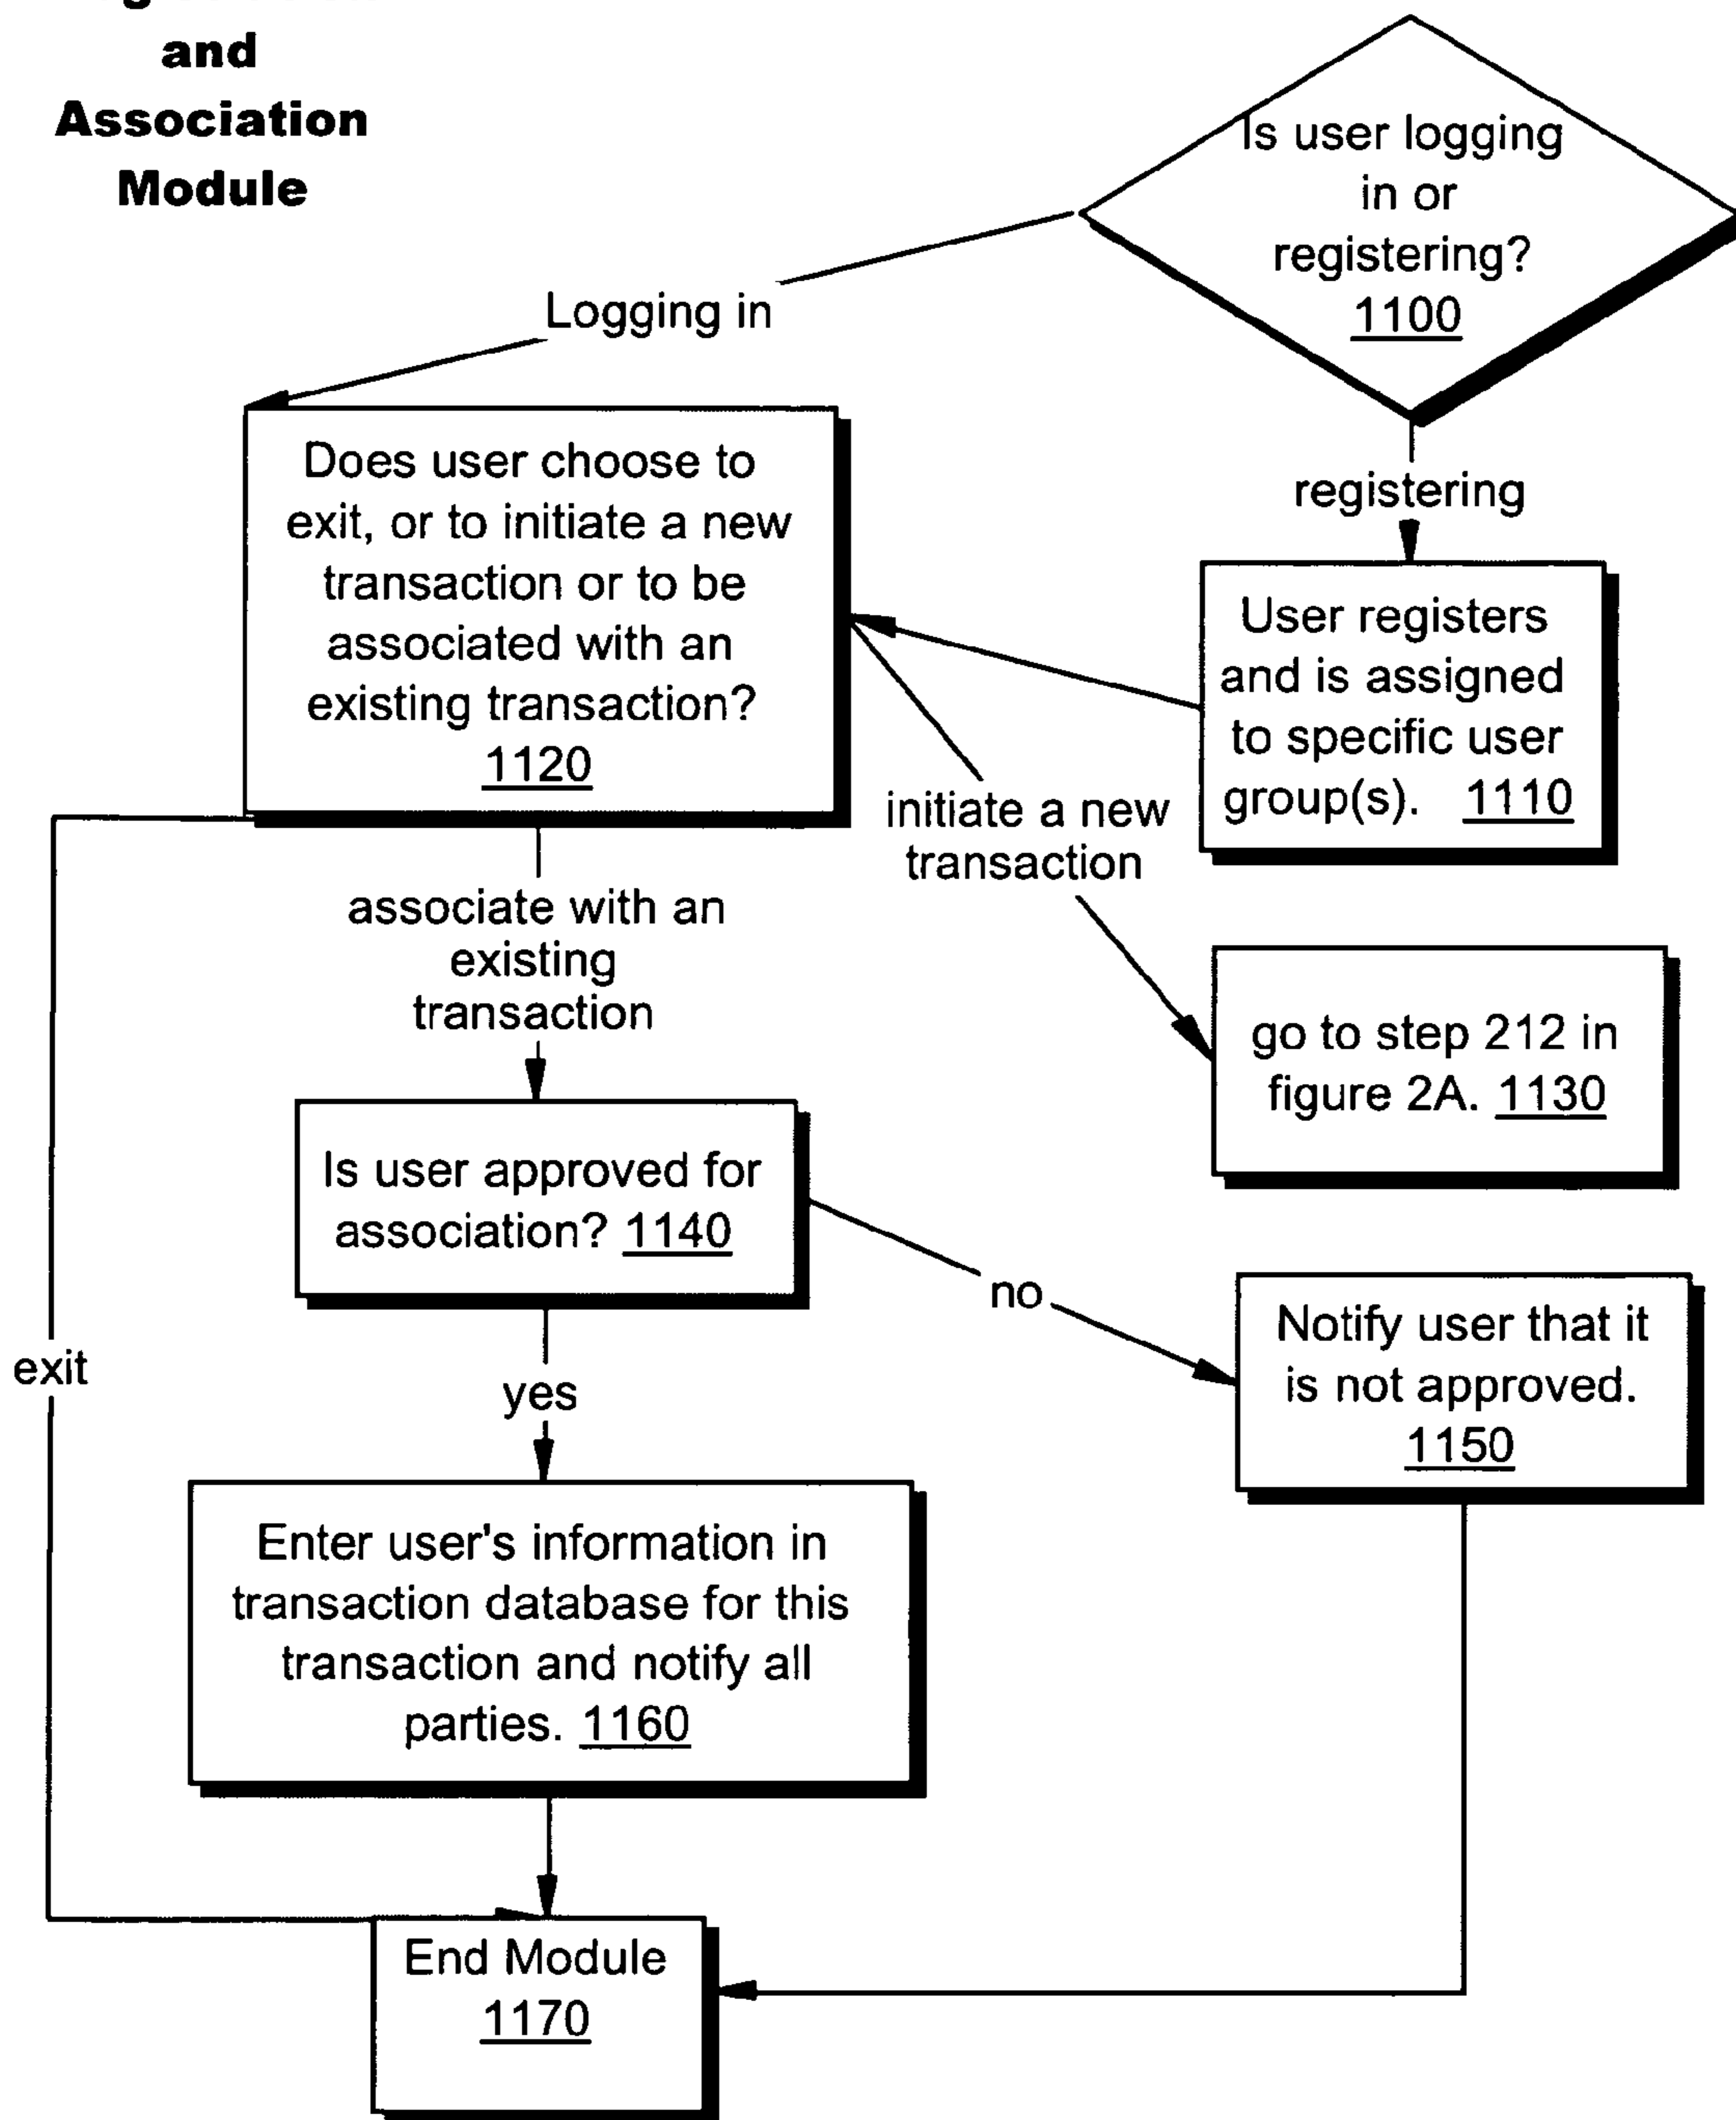 and
Association
Module
Is user logging
in or
registering?
1100
Logging in
registering
Does user choose to
exit, or to initiate a new
transaction or to be
associated with an
existing transaction?
1120
User registers
and is assigned
to specific user
group(s). 1110
initiate a new
transaction
associate with an
existing
transaction
go to step 212 in
figure 2A. 1130
Is user approved for
association? 1140
no
Notify user that it
is not approved.
1150
exit
yes
Enter user's information in
transaction database for this
transaction and notify all
parties. 1160
End Module
1170